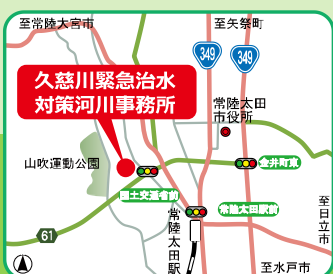 至常陸大宮市
至矢祭町
349
349
久慈川緊急治水
対策河川事務所
常陸太田
市役所
山吹運動公園
金井町東
国土交通省前
常陸太田駅前
61
常陸太田駅
至日立市
至水戸市